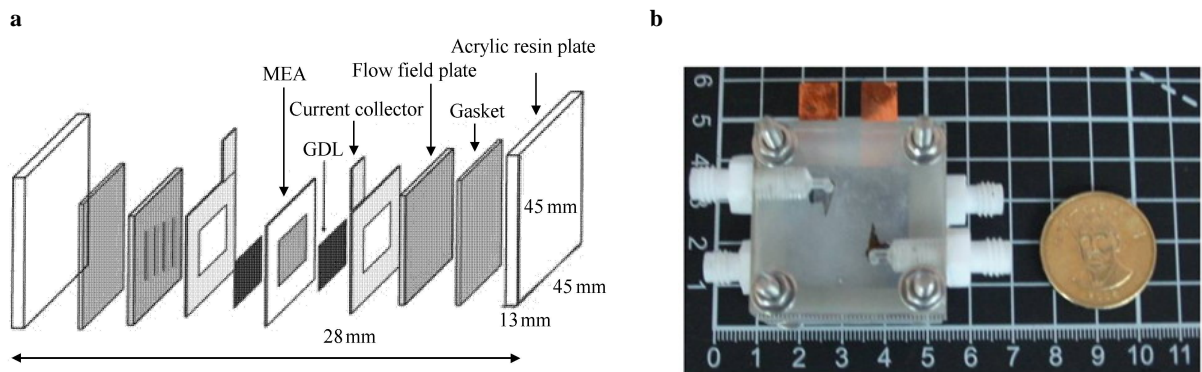 a
b
Acrylic resin plate
MEA
Flow field plate
Current collector
Gasket
GDL
45 mm
45 mm
13 mm
28 mm
6
5
4
3
2
1
0 1 2 3 4 5 6 7 8 9 10 11